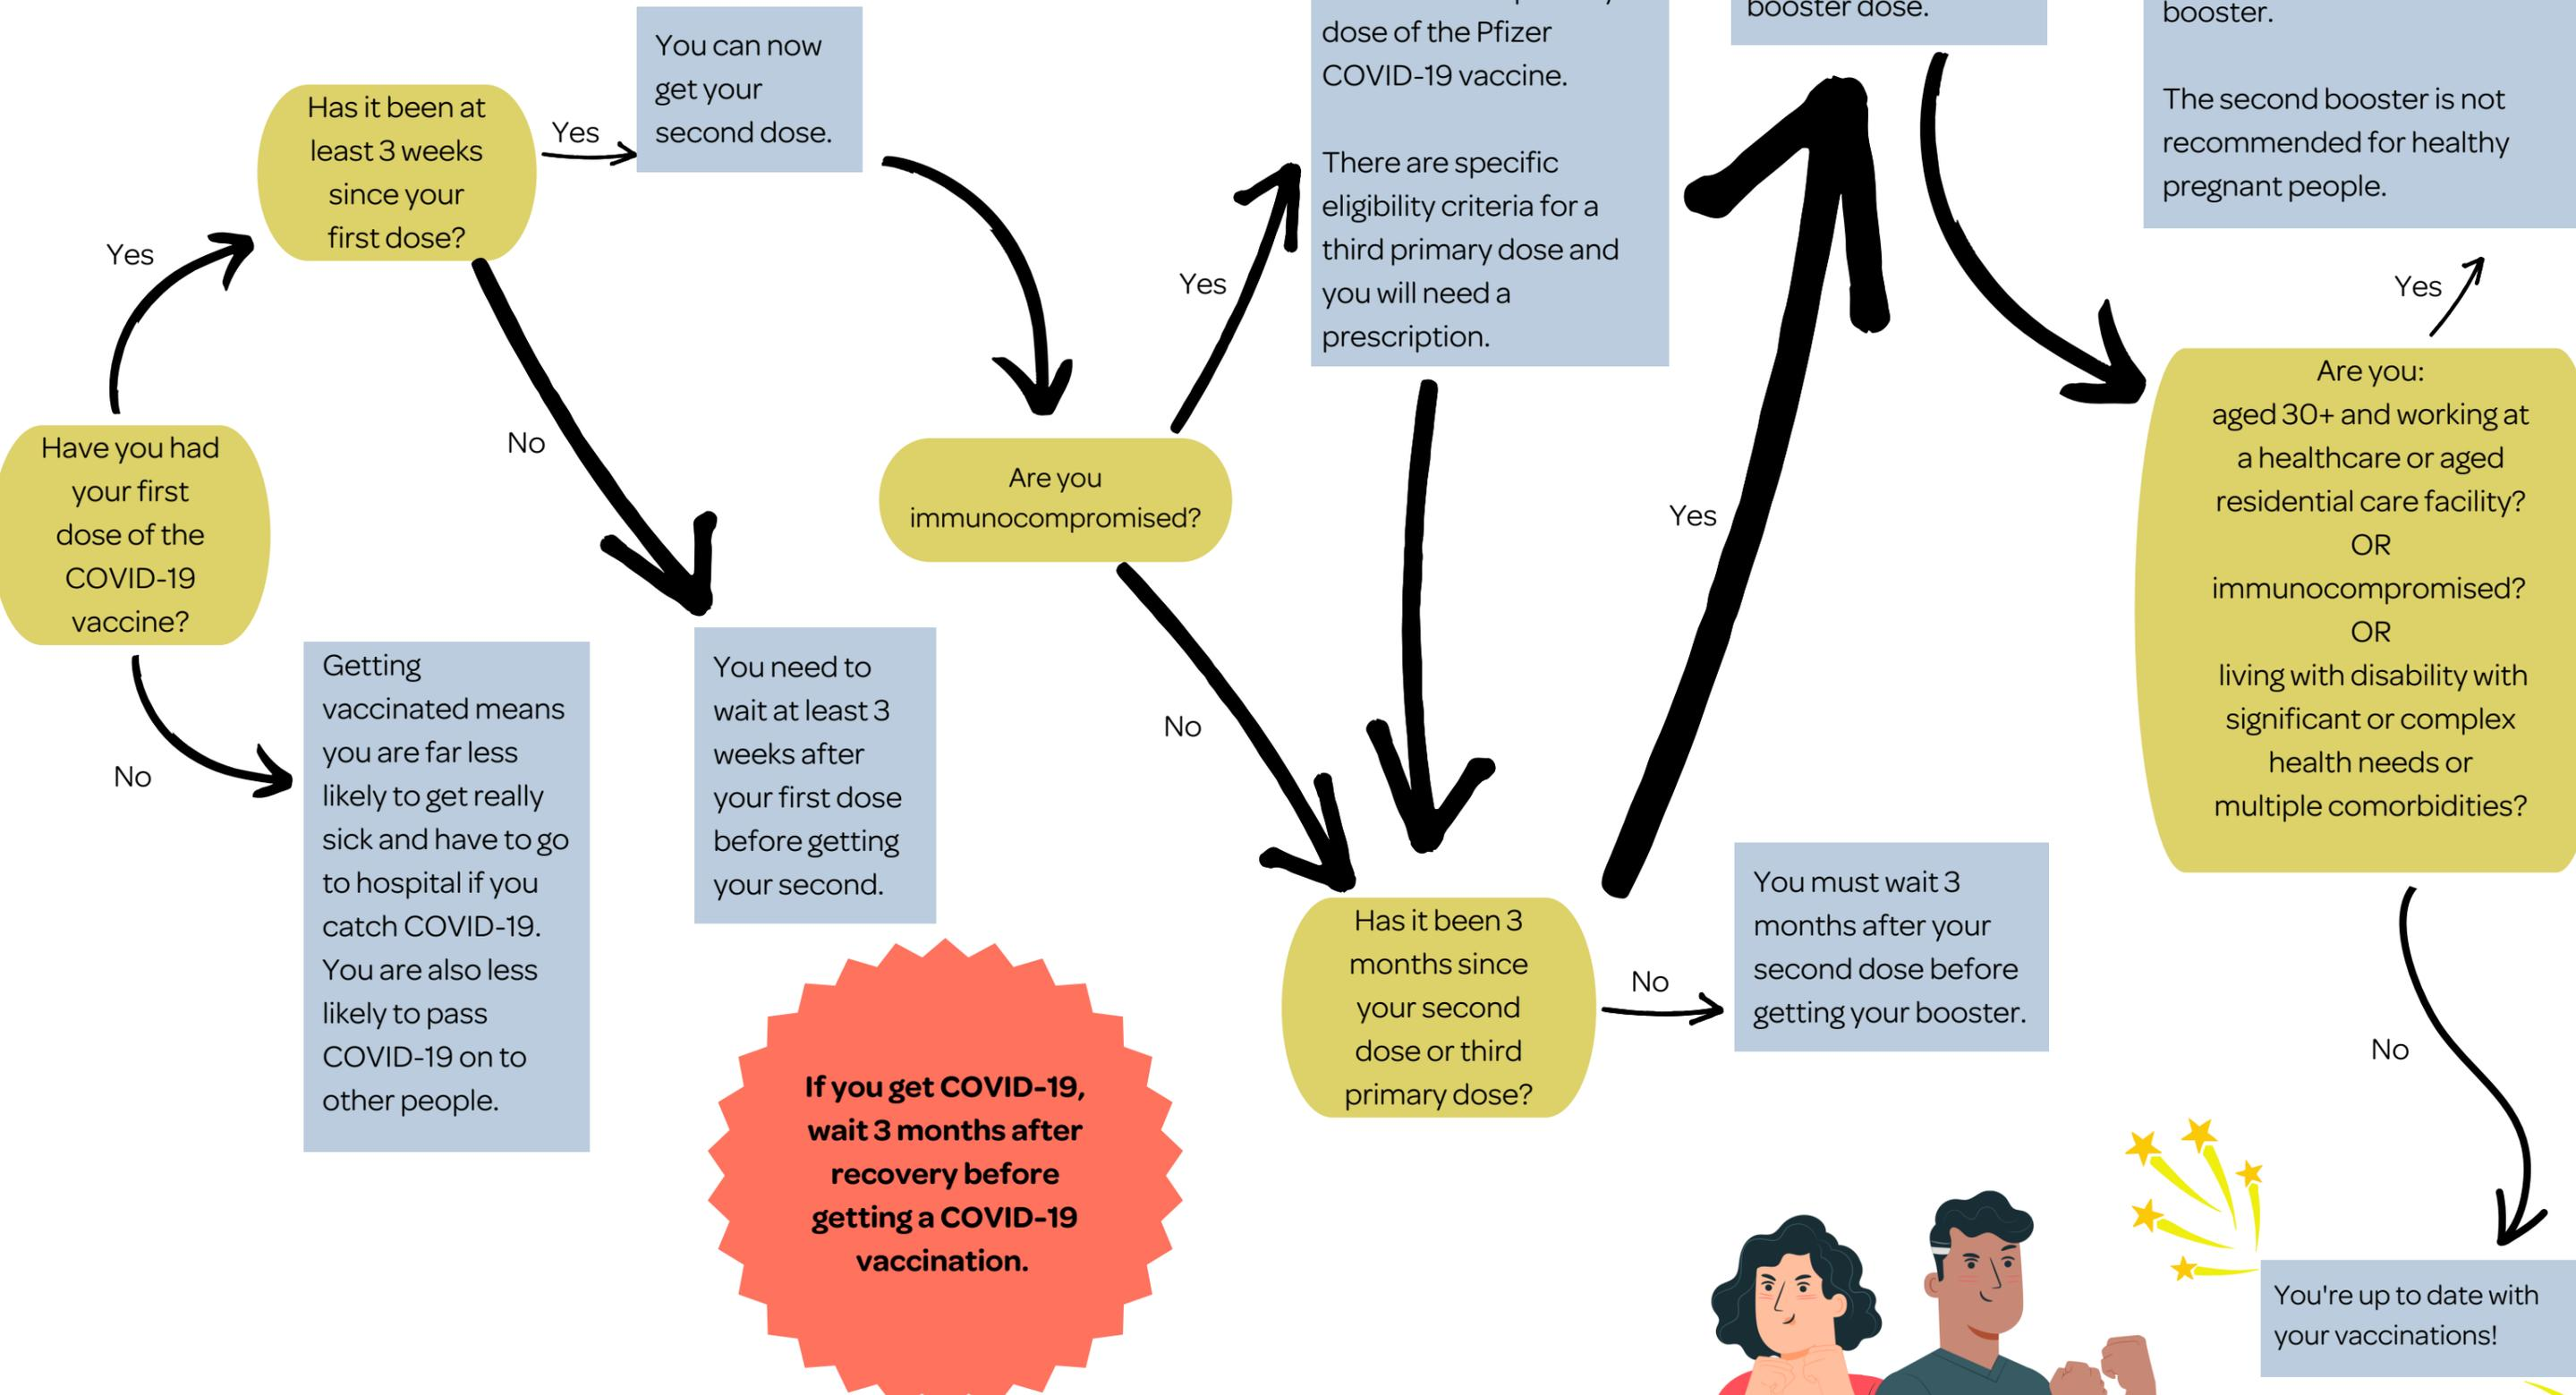 Have you had
your first
dose of the
COVID-19
vaccine?
Yes
No
Has it been at
least 3 weeks
since your
first dose?
Yes
No
Getting
vaccinated means
you are far less
likely to get really
sick and have to go
to hospital if you
catch COVID-19.
You are also less
likely to pass
COVID-19 on to
other people.
You can now
get your
second dose.
You need to
wait at least 3
weeks after
your first dose
before getting
your second.
If you get COVID-19,
wait 3 months after
recovery before
getting a COVID-19
vaccination.
Are you
immunocompromised?
Yes
No
dose of the Pfizer
COVID-19 vaccine.
There are specific
eligibility criteria for a
third primary dose and
you will need a
prescription.
Has it been 3
months since
your second
dose or third
primary dose?
Yes
No
You must wait 3
months after your
second dose before
getting your booster.
booster dose.
Are you:
aged 30+ and working at
a healthcare or aged
residential care facility?
OR
immunocompromised?
OR
living with disability with
significant or complex
health needs or
multiple comorbidities?
Yes
No
booster.
The second booster is not
recommended for healthy
pregnant people.
You're up to date with
your vaccinations!